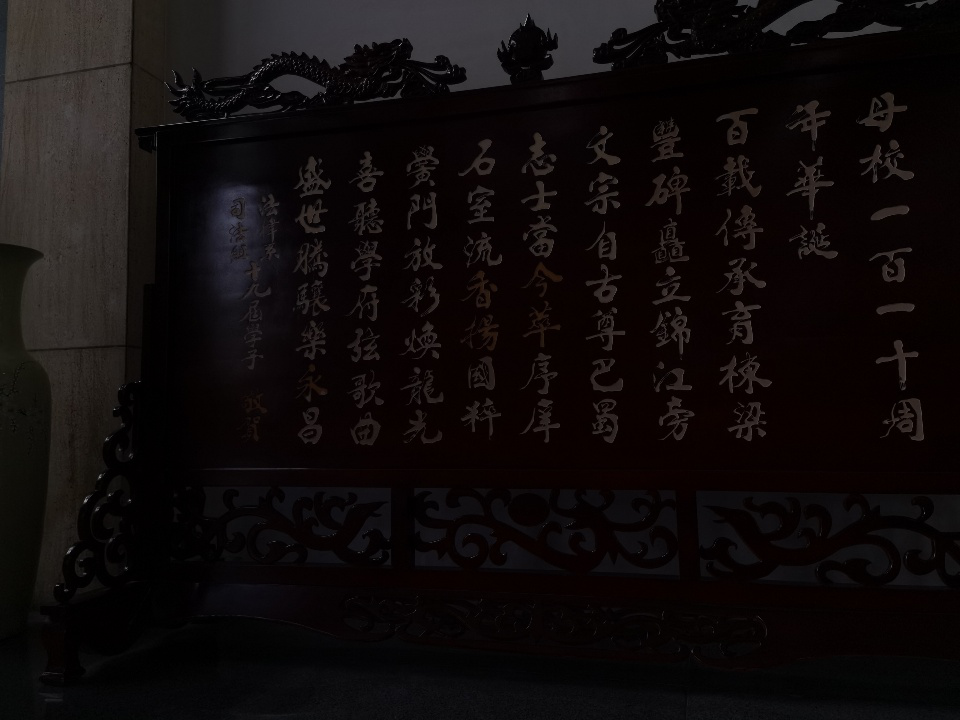 母校一百一十周
年華誕
百載傳承育棟梁
豐碑矗立錦江旁
文宗自古尊巴蜀
志士當今萃序庠
石室流香揚國粹
黌門放彩煥龍光
喜聽學府弦歌曲
盛世騰驤樂永昌
法律系
司法 十九屆學子 敬賀